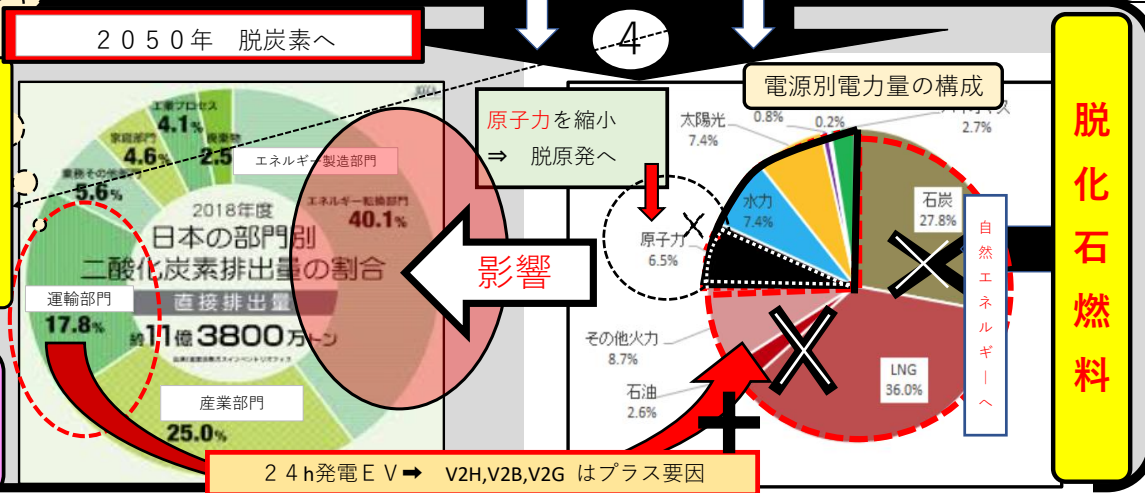 2050年 脱炭素へ
4
電源別電力量の構成
原子力を縮小
⇒ 脱原発へ
工業プロセス
4.1%
家庭部門
4.6%
廃棄物
2.5
業務その他
5.6%
エネルギー製造部門
エネルギー転換部門
40.1%
2018年度
日本の部門別
二酸化炭素排出量の割合
直接排出量
約11億3800万トン
運輸部門
17.8%
産業部門
25.0%
影響
太陽光
7.4%
0.8%
0.2%
2.7%
水力
7.4%
原子力
6.5%
その他火力
8.7%
石油
2.6%
石炭
27.8%
LNG
36.0%
自然エネルギーへ
脱化石燃料
24h発電EV➡ V2H,V2B,V2G はプラス要因